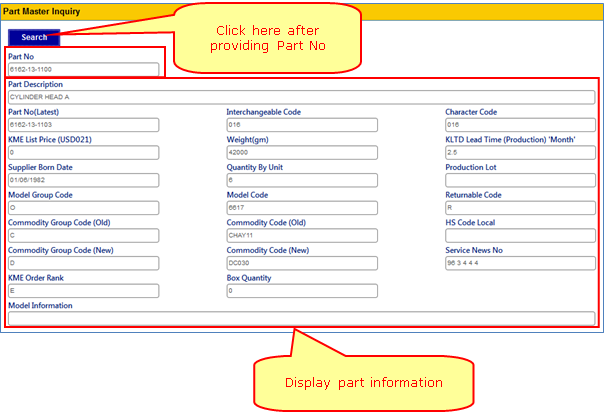 Part Master Inquiry
Search
Click here after
providing Part No
Part No
6162-13-1100
Part Description
CYLINDER HEAD A
Part No(Latest) Interchangeable Code Character Code
6162-13-1103 016 016
KME List Price (USD021) Weight(gm) KLTD Lead Time (Production) 'Month'
0 42000 2.5
Supplier Born Date Quantity By Unit Production Lot
01/06/1982 6
Model Group Code Model Code Returnable Code
O 6617 R
Commodity Group Code (Old) Commodity Code (Old) HS Code Local
C CHAY11
Commodity Group Code (New) Commodity Code (New) Service News No
D DC030 96 3 4 4 4
KME Order Rank Box Quantity
E 0
Model Information
Display part information